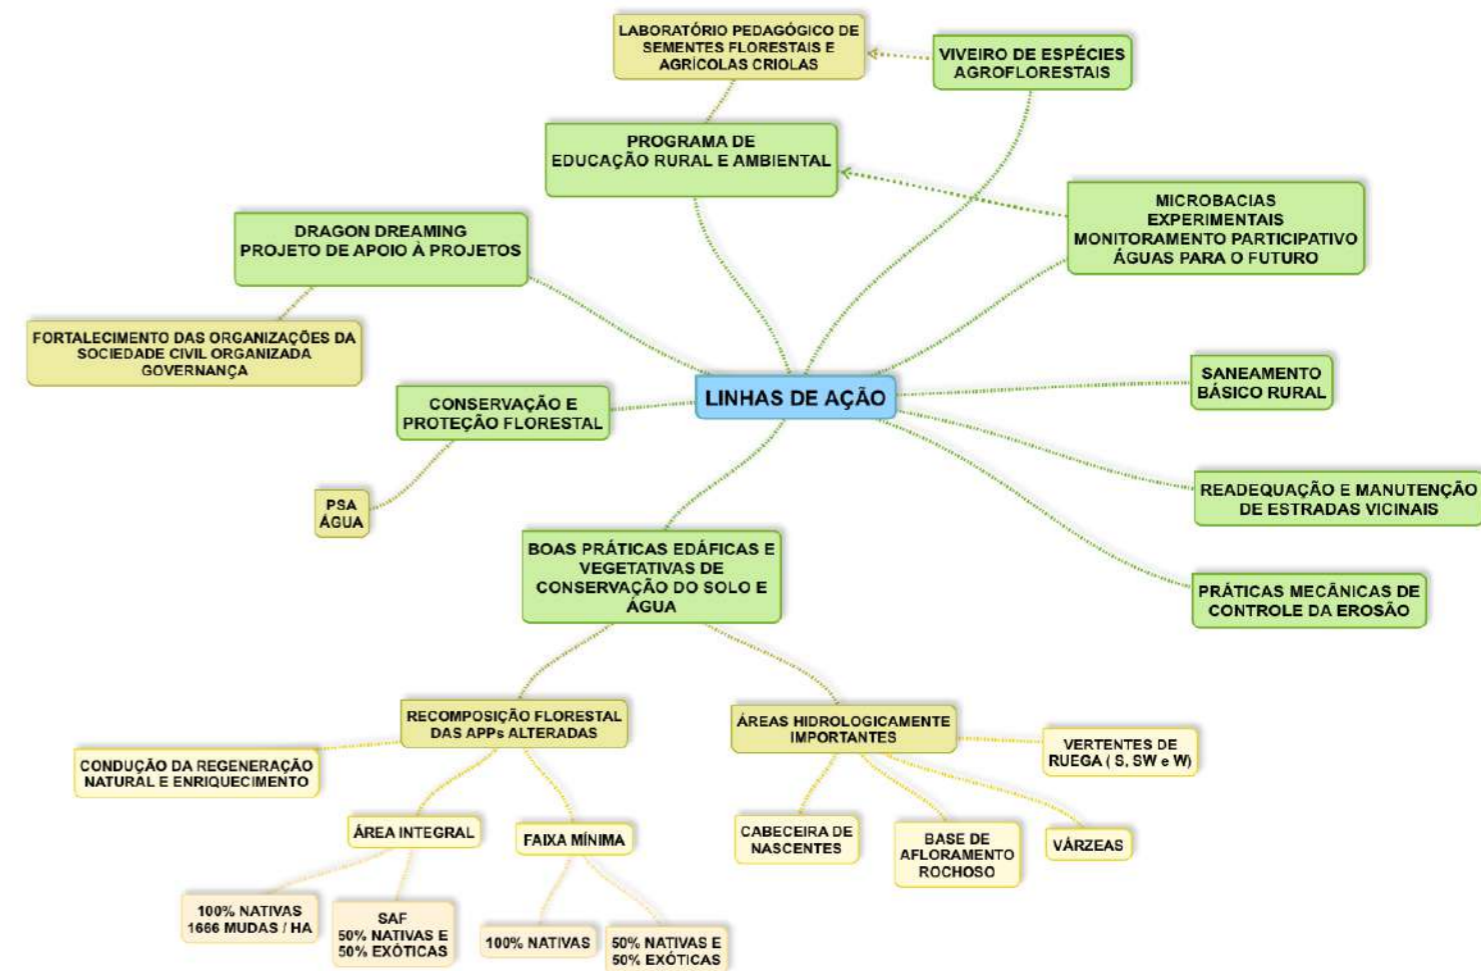 LABORATÓRIO PEDAGÓGICO DE
SEMENTES FLORESTAIS E
AGRÍCOLAS CRIOLAS
VIVEIRO DE ESPÉCIES
AGROFLORESTAIS
PROGRAMA DE
EDUCAÇÃO RURAL E AMBIENTAL
MICROBACIAS
EXPERIMENTAIS
MONITORAMENTO PARTICIPATIVO
ÁGUAS PARA O FUTURO
DRAGON DREAMING
PROJETO DE APOIO À PROJETOS
FORTALECIMENTO DAS ORGANIZAÇÕES DA
SOCIEDADE CIVIL ORGANIZADA
GOVERNANÇA
LINHAS DE AÇÃO
SANEAMENTO
BÁSICO RURAL
CONSERVAÇÃO E
PROTEÇÃO FLORESTAL
PSA
ÁGUA
READEQUAÇÃO E MANUTENÇÃO
DE ESTRADAS VICINAIS
BOAS PRÁTICAS EDÁFICAS E
VEGETATIVAS DE
CONSERVAÇÃO DO SOLO E
ÁGUA
PRÁTICAS MECÂNICAS DE
CONTROLE DA EROSÃO
RECOMPOSIÇÃO FLORESTAL
DAS APPs ALTERADAS
ÁREAS HIDROLOGICAMENTE
IMPORTANTES
CONDUÇÃO DA REGENERAÇÃO
NATURAL E ENRIQUECIMENTO
VERTENTES DE
RUEGA ( S, SW e W)
ÁREA INTEGRAL
FAIXA MÍNIMA
CABECEIRA DE
NASCENTES
BASE DE
AFLORAMENTO
ROCHOSO
VÁRZEAS
100% NATIVAS
1666 MUDAS / HA
SAF
50% NATIVAS E
50% EXÓTICAS
100% NATIVAS
50% NATIVAS E
50% EXÓTICAS